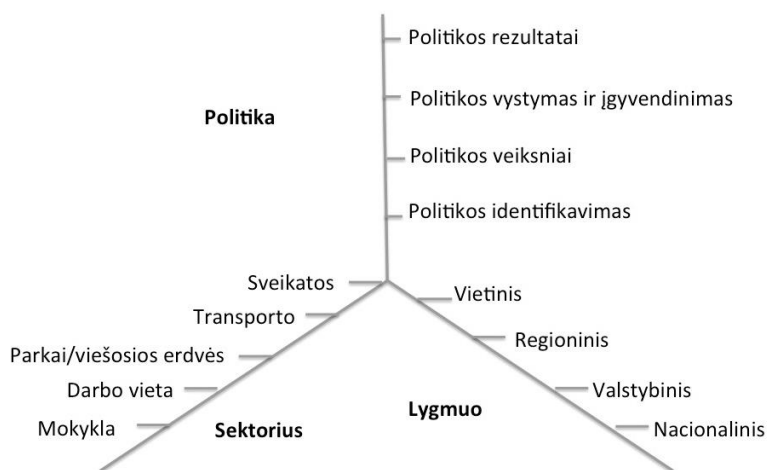 Politikos rezultatai
Politikos vystymas ir įgyvendinimas
Politika
Politikos veiksniai
Politikos identifikavimas
Sveikatos
Vietinis
Transporto
Regioninis
Parkai/viešosios erdvės
Darbo vieta
Valstybinis
Lygmuo
Mokykla
Sektorius
Nacionalinis